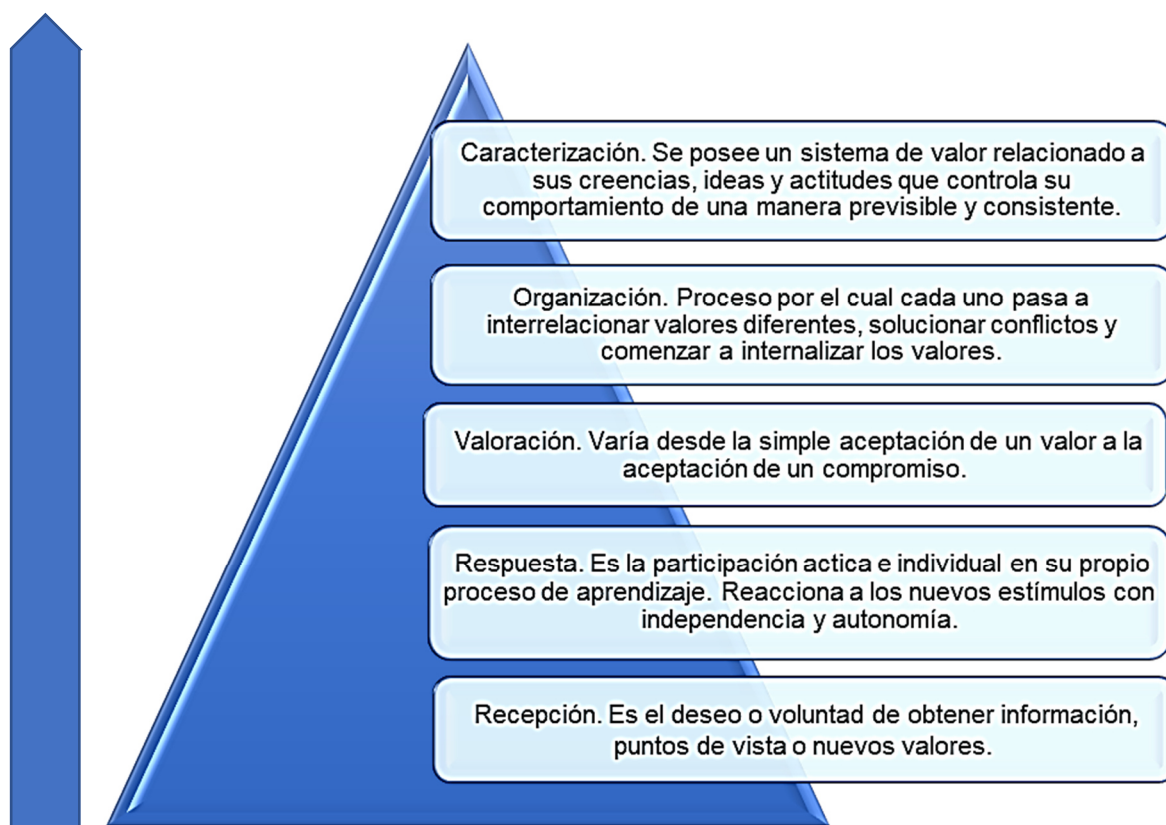 Caracterización. Se posee un sistema de valor relacionado a
sus creencias, ideas y actitudes que controla su
comportamiento de una manera previsible y consistente.
Organización. Proceso por el cual cada uno pasa a
interrelacionar valores diferentes, solucionar conflictos y
comenzar a internalizar los valores.
Valoración. Varía desde la simple aceptación de un valor a la
aceptación de un compromiso.
Respuesta. Es la participación actica e individual en su propio
proceso de aprendizaje. Reacciona a los nuevos estímulos con
independencia y autonomía.
Recepción. Es el deseo o voluntad de obtener información,
puntos de vista o nuevos valores.